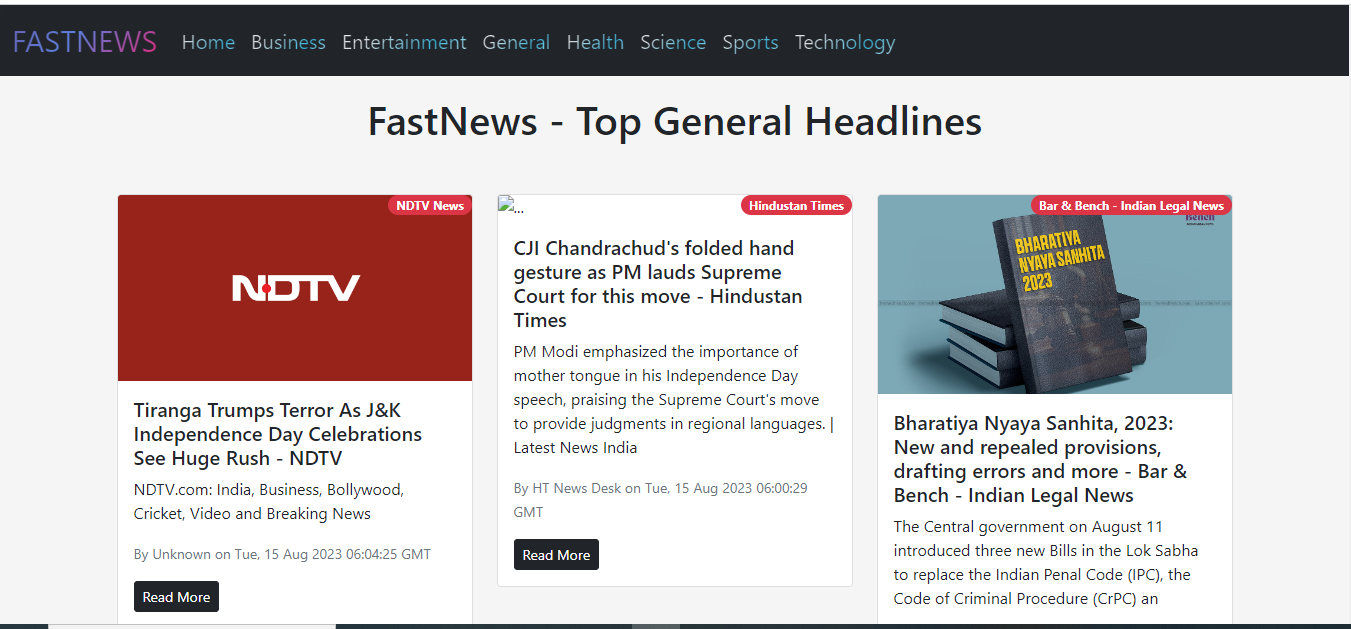 FASTNEWS Home Business Entertainment General Health Science Sports Technology
FastNews - Top General Headlines
NDTV News
NDTV
Tiranga Trumps Terror As J&K
Independence Day Celebrations
See Huge Rush - NDTV
NDTV.com: India, Business, Bollywood,
Cricket, Video and Breaking News
By Unknown on Tue, 15 Aug 2023 06:04:25 GMT
Read More
...
Hindustan Times
CJI Chandrachud's folded hand
gesture as PM lauds Supreme
Court for this move - Hindustan
Times
PM Modi emphasized the importance of
mother tongue in his Independence Day
speech, praising the Supreme Court's move
to provide judgments in regional languages. |
Latest News India
By HT News Desk on Tue, 15 Aug 2023 06:00:29
GMT
Read More
Bar & Bench - Indian Legal News
Bench
BHARATIYA
NYAYA SANHITA
2023
Bharatiya Nyaya Sanhita, 2023:
New and repealed provisions,
drafting errors and more - Bar &
Bench - Indian Legal News
The Central government on August 11
introduced three new Bills in the Lok Sabha
to replace the Indian Penal Code (IPC), the
Code of Criminal Procedure (CrPC) an